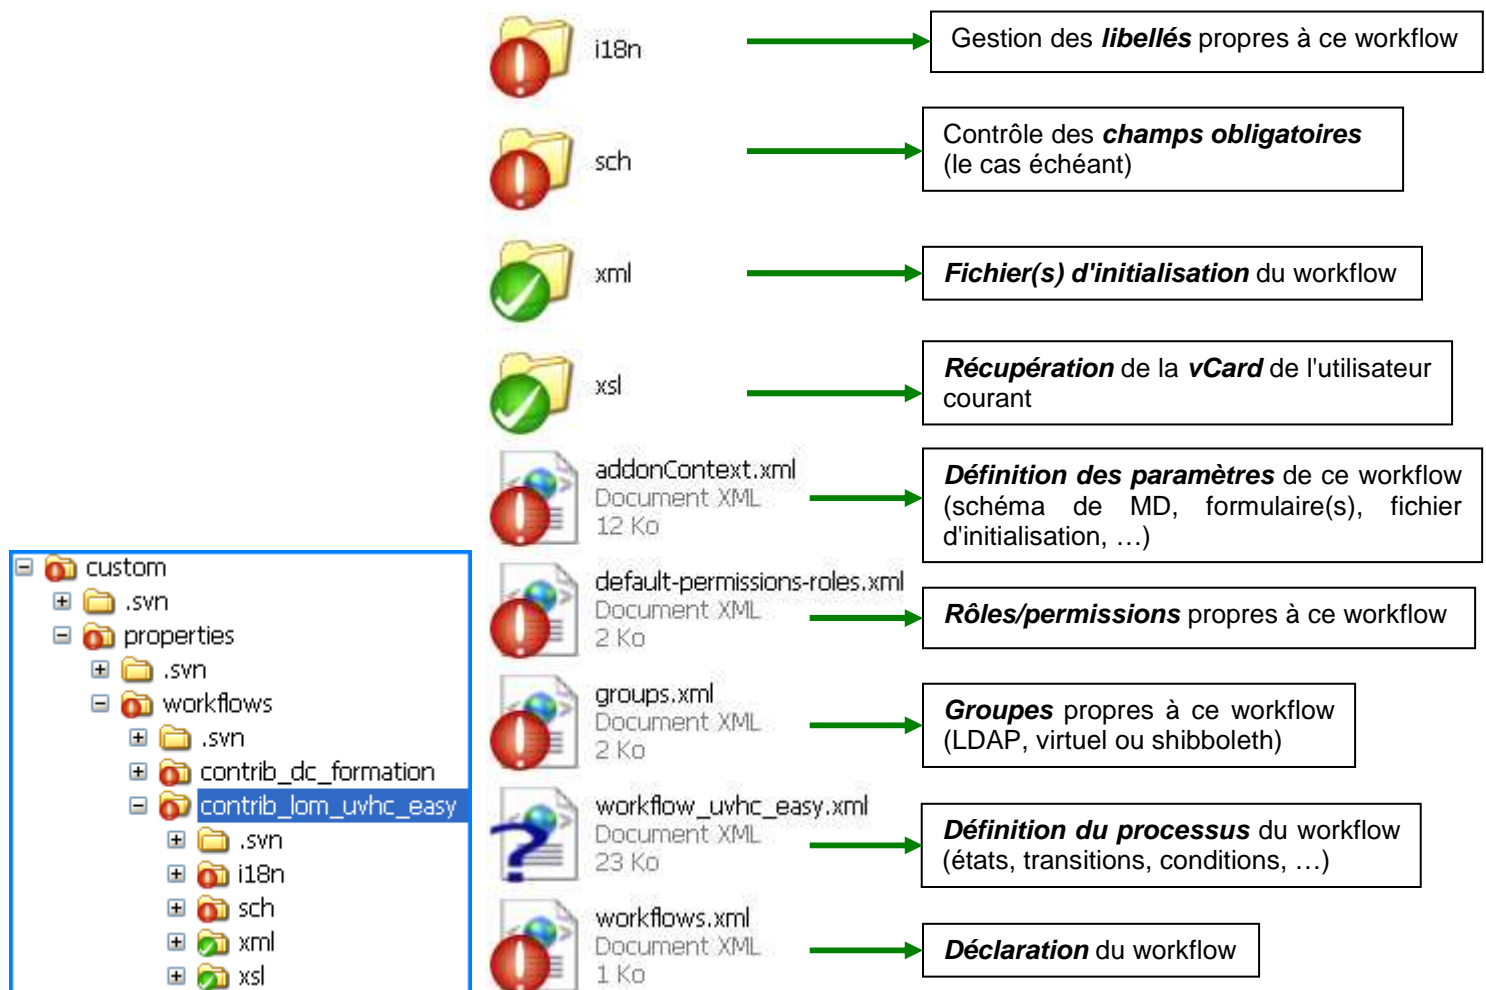 i18n
Gestion des libellés propres à ce workflow
sch
Contrôle des champs obligatoires
(le cas échéant)
xml
Fichier(s) d'initialisation du workflow
xsl
Récupération de la vCard de l'utilisateur
courant
addonContext.xml
Document XML
12 Ko
Définition des paramètres de ce workflow
(schéma de MD, formulaire(s), fichier
d'initialisation, …)
default-permissions-roles.xml
Document XML
2 Ko
Rôles/permissions propres à ce workflow
groups.xml
Document XML
2 Ko
Groupes propres à ce workflow
(LDAP, virtuel ou shibboleth)
workflow_uvhc_easy.xml
Document XML
23 Ko
Définition du processus du workflow
(états, transitions, conditions, …)
workflows.xml
Document XML
1 Ko
Déclaration du workflow
custom
.svn
properties
.svn
workflows
.svn
contrib_dc_formation
contrib_lom_uvhc_easy
.svn
i18n
sch
xml
xsl